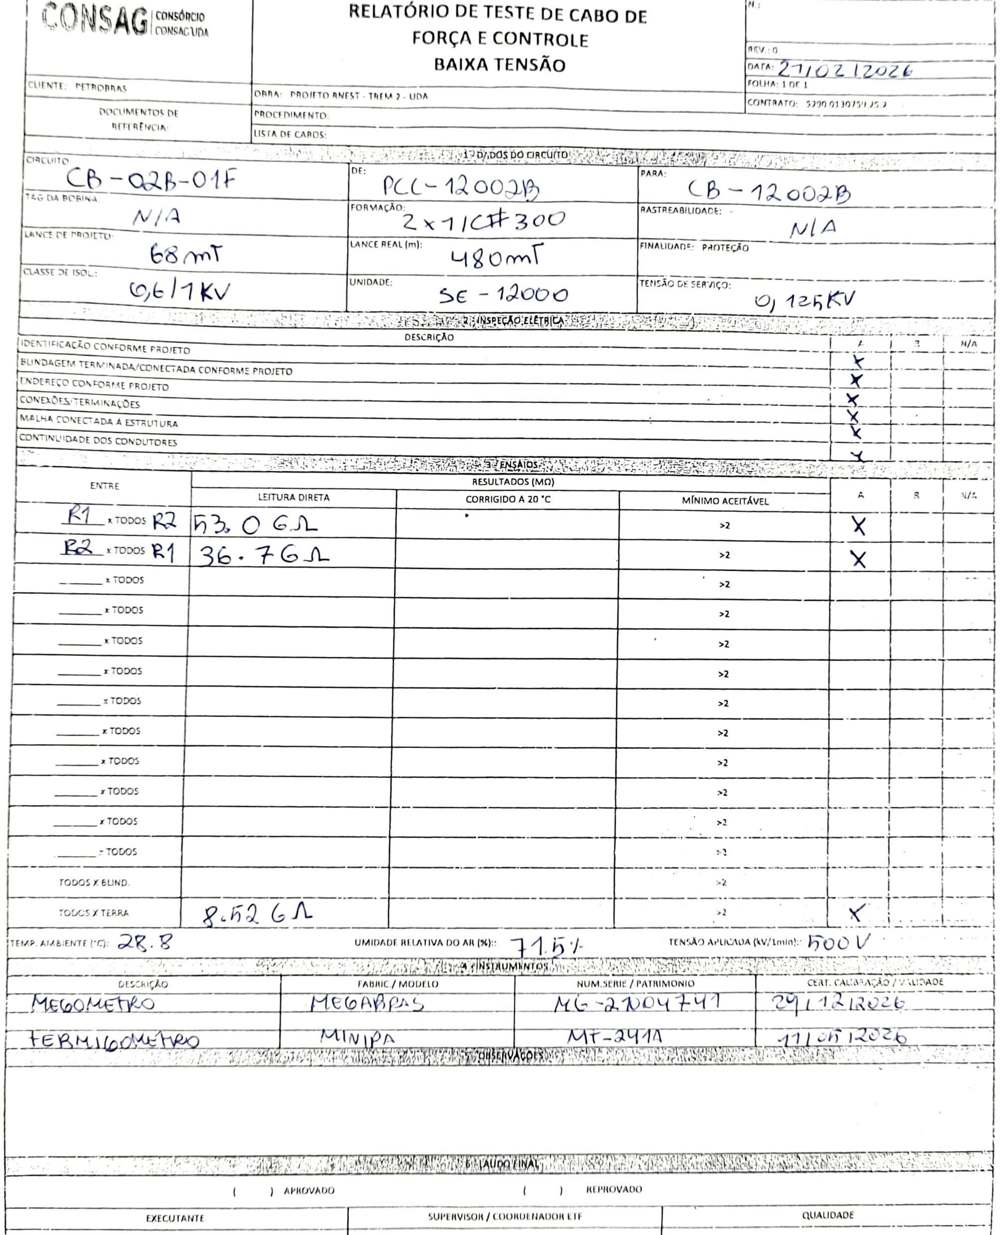 CONSAG CONSÓRCIO CONSAG UDA
RELATÓRIO DE TESTE DE CABO DE
FORÇA E CONTROLE
BAIXA TENSÃO
N.:
REV.: 0
DATA: 27/02/2026
FOLHA: 1 DE 1
CLIENTE: PETROBRAS
OBRA: PROJETO RNEST - TREM 2 - UDA
CONTRATO:
DOCUMENTOS DE REFERÊNCIA:
PROCEDIMENTO:
LISTA DE CABOS:
1 - DADOS DO CIRCUITO
CIRCUITO CB-02B-01F
DE: PCC-12002B
PARA: CB-12002B
TAG DA BOBINA: N/A
FORMAÇÃO: 2x1/C# 300
RASTREABILIDADE: N/A
LANCE DE PROJETO: 68mT
LANCE REAL (m): 480mT
FINALIDADE: PROTEÇÃO
CLASSE DE ISOL.: 0,6/1KV
UNIDADE: SE-12000
TENSÃO DE SERVIÇO: 0,125KV
2 - INSPEÇÃO ELÉTRICA
DESCRIÇÃO A R N/A
IDENTIFICAÇÃO CONFORME PROJETO X
BLINDAGEM TERMINADA/CONECTADA CONFORME PROJETO X
ENDEREÇO CONFORME PROJETO X
CONEXÕES/TERMINAÇÕES X
MALHA CONECTADA A ESTRUTURA X
CONTINUIDADE DOS CONDUTORES X
3 - ENSAIOS
ENTRE RESULTADOS (MΩ) A R N/A
LEITURA DIRETA CORRIGIDO A 20 °C MÍNIMO ACEITÁVEL
R1 x TODOS R2 53.0 GΩ >2 X
R2 x TODOS R1 36.7 GΩ >2 X
x TODOS >2
x TODOS >2
x TODOS >2
x TODOS >2
x TODOS >2
x TODOS >2
x TODOS >2
x TODOS >2
x TODOS >2
x TODOS >2
TODOS X BLIND. >2
TODOS X TERRA 8.52 GΩ >2 X
TEMP. AMBIENTE (°C): 28.8 UMIDADE RELATIVA DO AR (%): 71.5% TENSÃO APLICADA (kV/1min): 500V
4 - INSTRUMENTOS
DESCRIÇÃO FABRIC / MODELO NUM.SERIE / PATRIMONIO CERT. CALIBRAÇÃO / VALIDADE
MEGOMETRO MEGABRAS MG-21004741 29/12/2026
TERMIGOMETRO MINIPA MT-241A 11/05/2026
OBSERVAÇÕES
6 - LAUDO FINAL
( ) APROVADO ( ) REPROVADO
EXECUTANTE SUPERVISOR / COORDENADOR ETF QUALIDADE